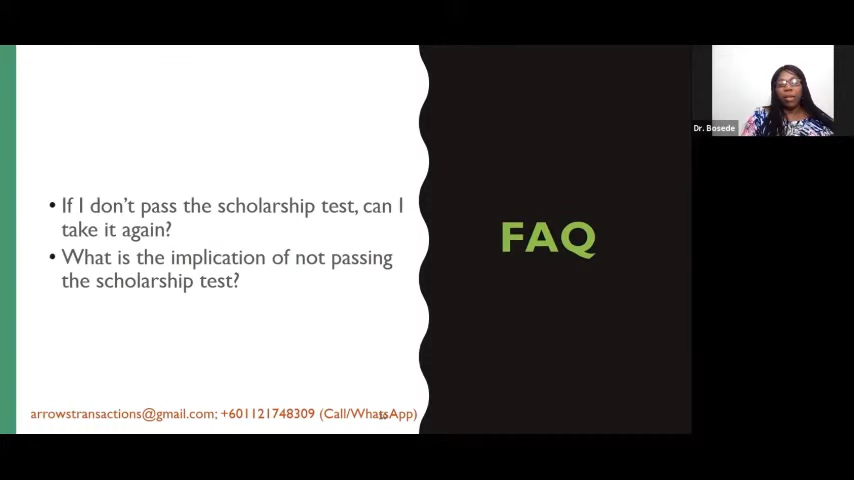 • If I don't pass the scholarship test, can I
take it again?
• What is the implication of not passing
the scholarship test?
FAQ
arrowstransactions@gmail.com; +601121748309 (Call/WhatsApp)
Dr. Bosede